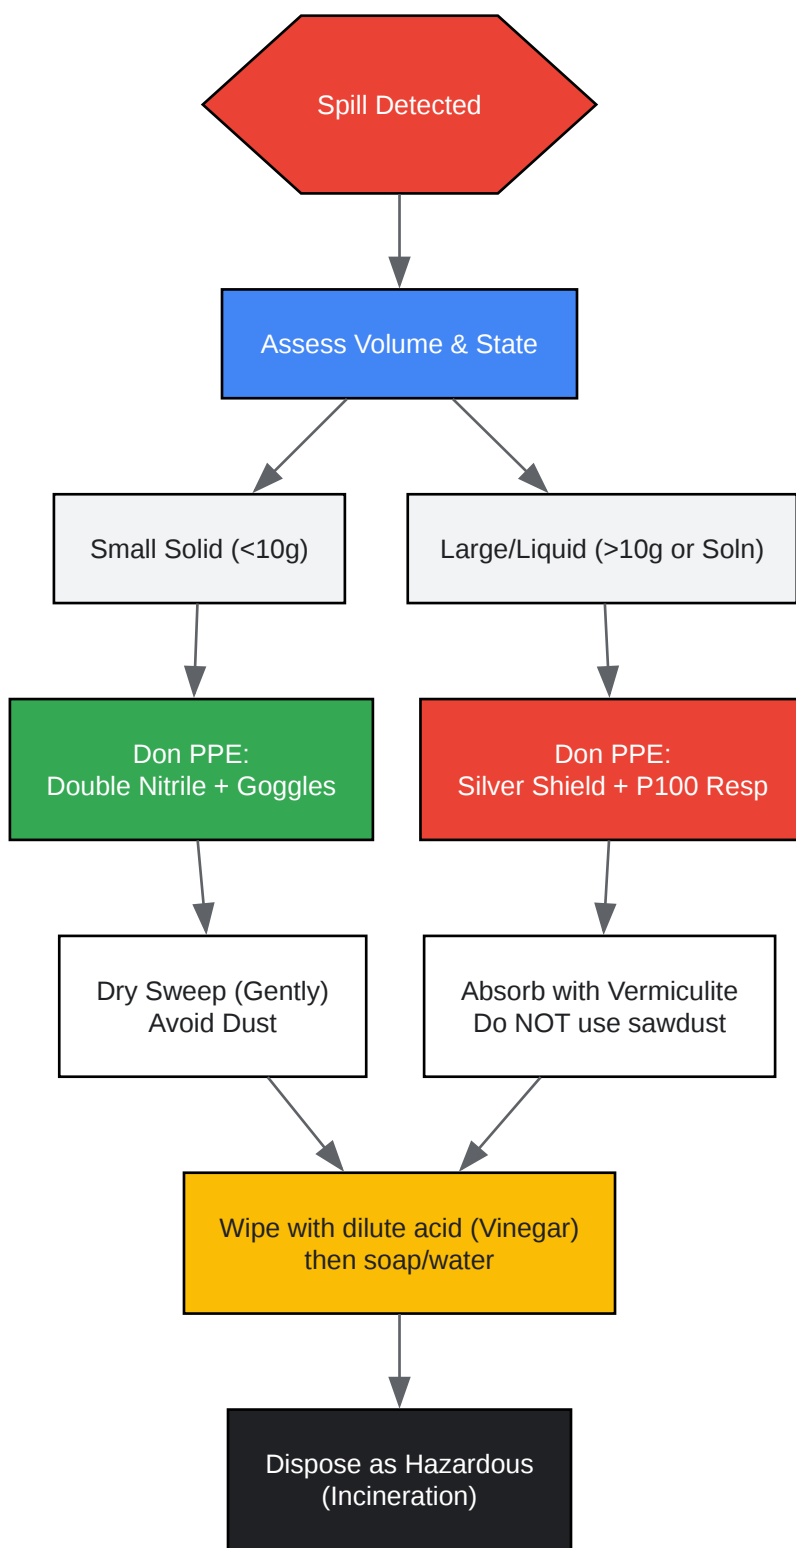 Spill Detected
Assess Volume & State
Small Solid (<10g)
Large/Liquid (>10g or Soln)
Don PPE:
Double Nitrile + Goggles
Don PPE:
Silver Shield + P100 Resp
Dry Sweep (Gently)
Avoid Dust
Absorb with Vermiculite
Do NOT use sawdust
Wipe with dilute acid (Vinegar)
then soap/water
Dispose as Hazardous
(Incineration)